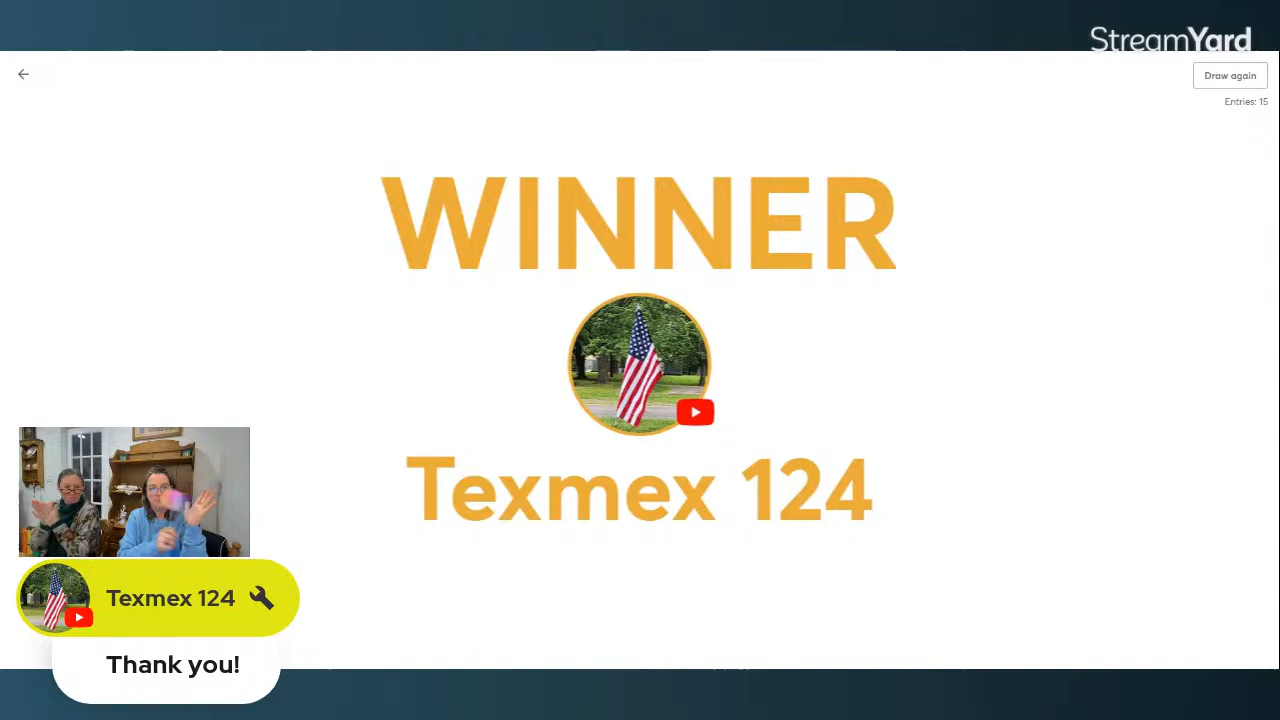 StreamYard
Draw again
Entries: 15
WINNER
Texmex 124
Texmex 124
Thank you!